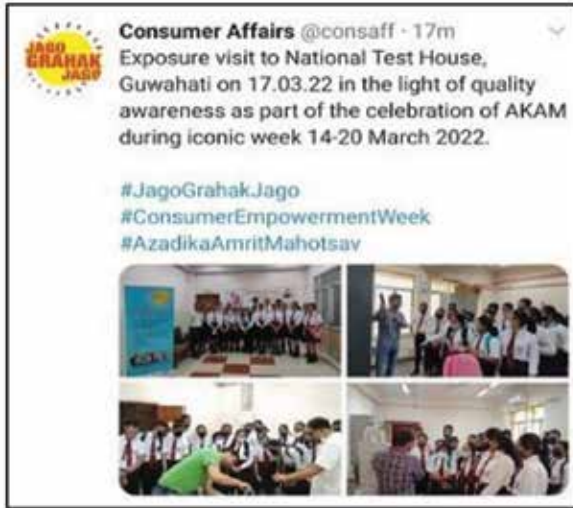 JAGO
GRAHAK
JAGO
Consumer Affairs @consaff · 17m
Exposure visit to National Test House,
Guwahati on 17.03.22 in the light of quality
awareness as part of the celebration of AKAM
during iconic week 14-20 March 2022.
#JagoGrahakJago
#ConsumerEmpowermentWeek
#AzadikaAmritMahotsav